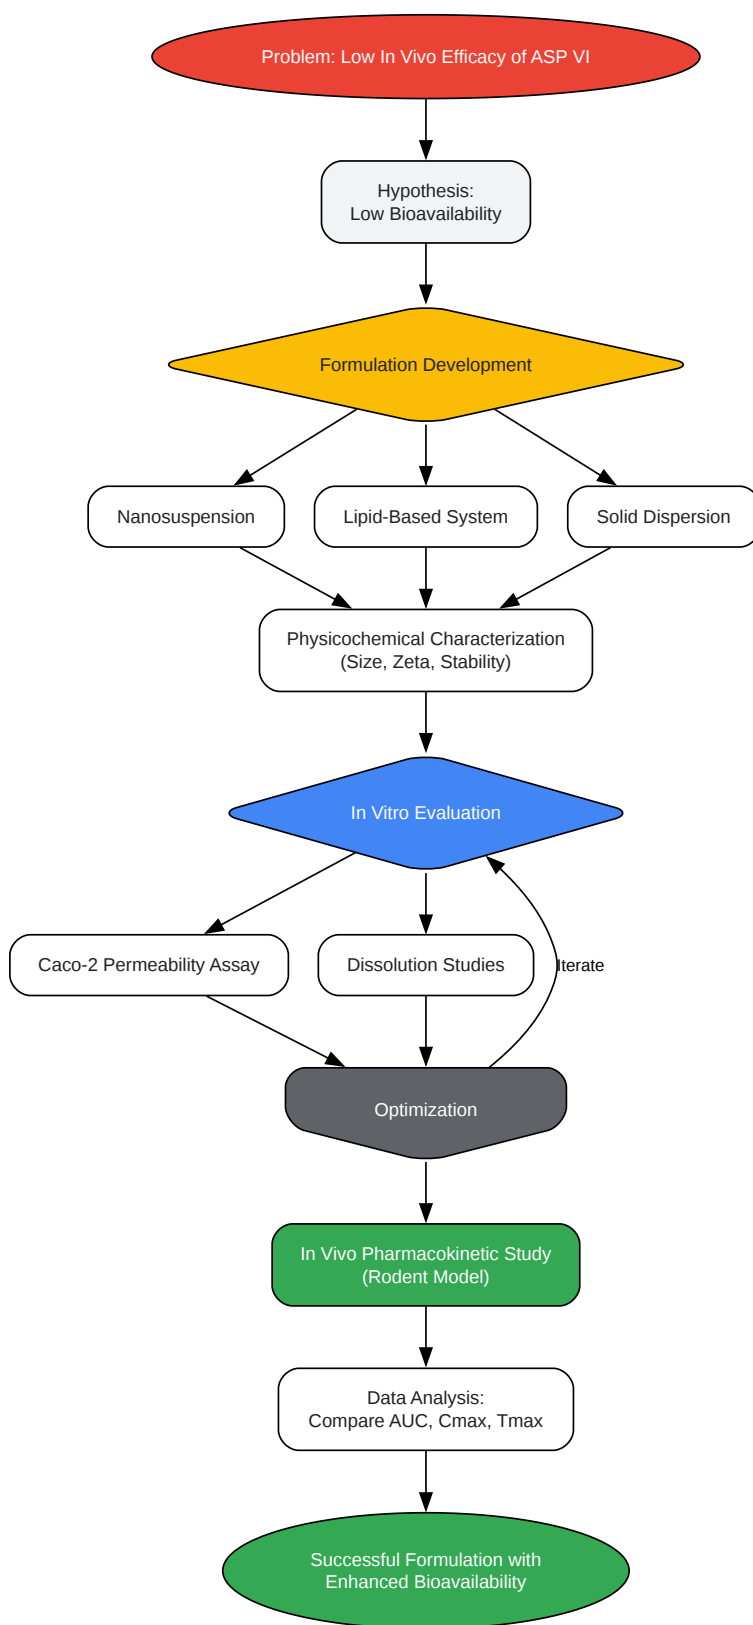 Problem: Low In Vivo Efficacy of ASP VI
Hypothesis:
Low Bioavailability
Formulation Development
Nanosuspension
Lipid-Based System
Solid Dispersion
Physicochemical Characterization
(Size, Zeta, Stability)
In Vitro Evaluation
Caco-2 Permeability Assay
Dissolution Studies
Iterate
Optimization
In Vivo Pharmacokinetic Study
(Rodent Model)
Data Analysis:
Compare AUC, Cmax, Tmax
Successful Formulation with
Enhanced Bioavailability